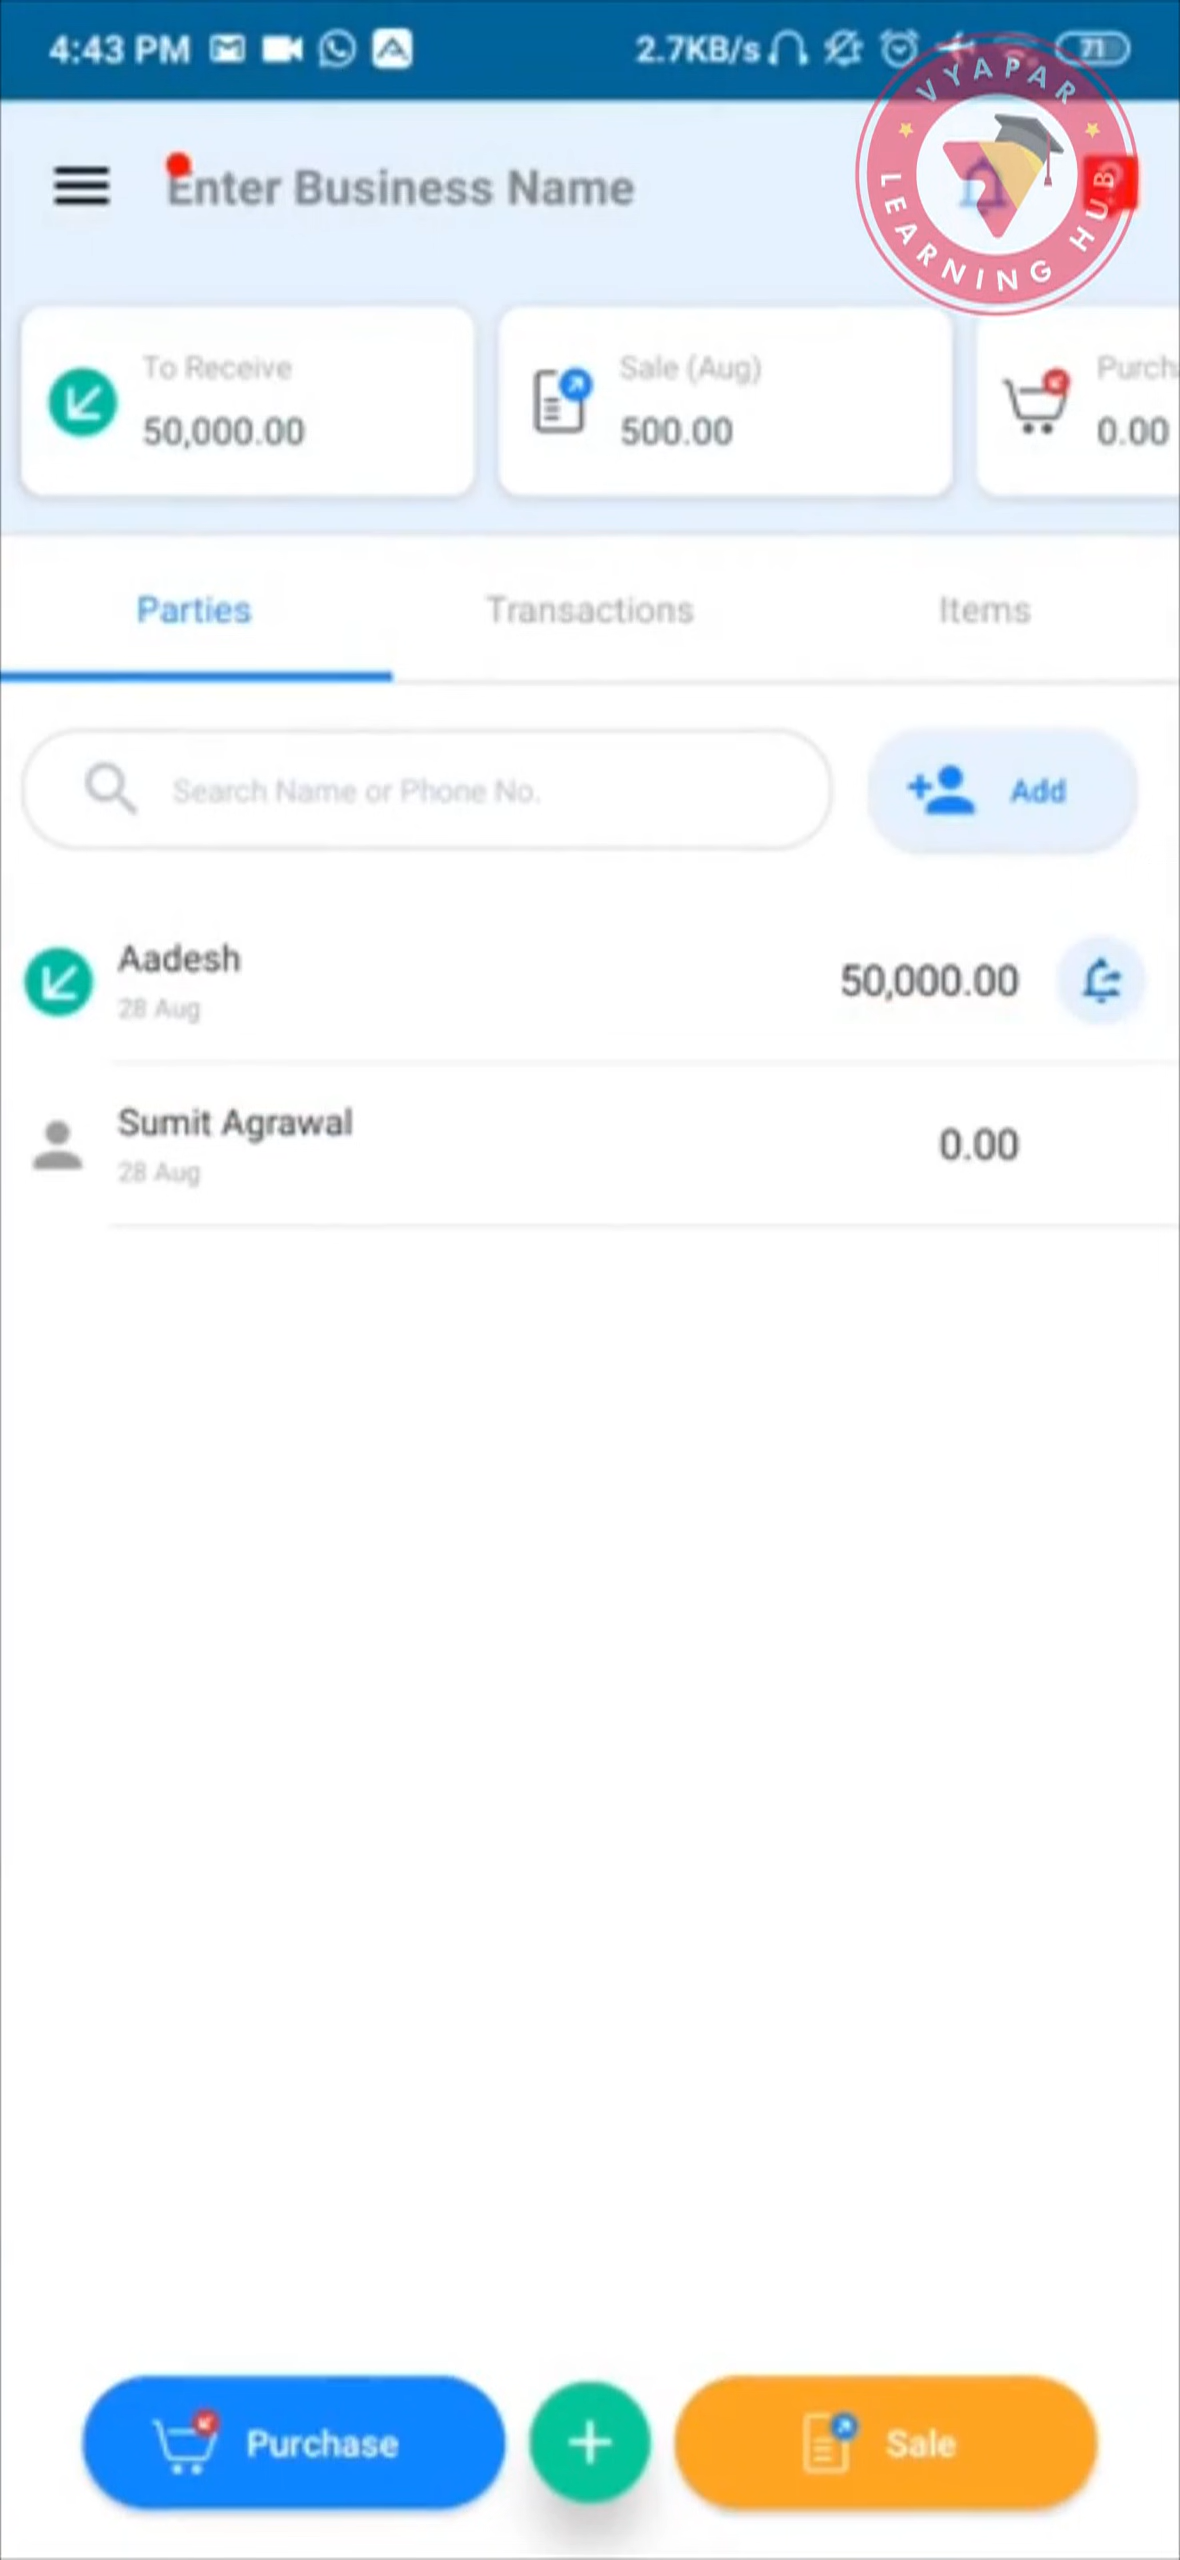 4:43 PM 2.7KB/s 71
VYAPAR
LEARNING HUB
Enter Business Name
To Receive
50,000.00
Sale (Aug)
500.00
Purch
0.00
Parties Transactions Items
Search Name or Phone No. Add
Aadesh
28 Aug
50,000.00
Sumit Agrawal
28 Aug
0.00
Purchase Sale